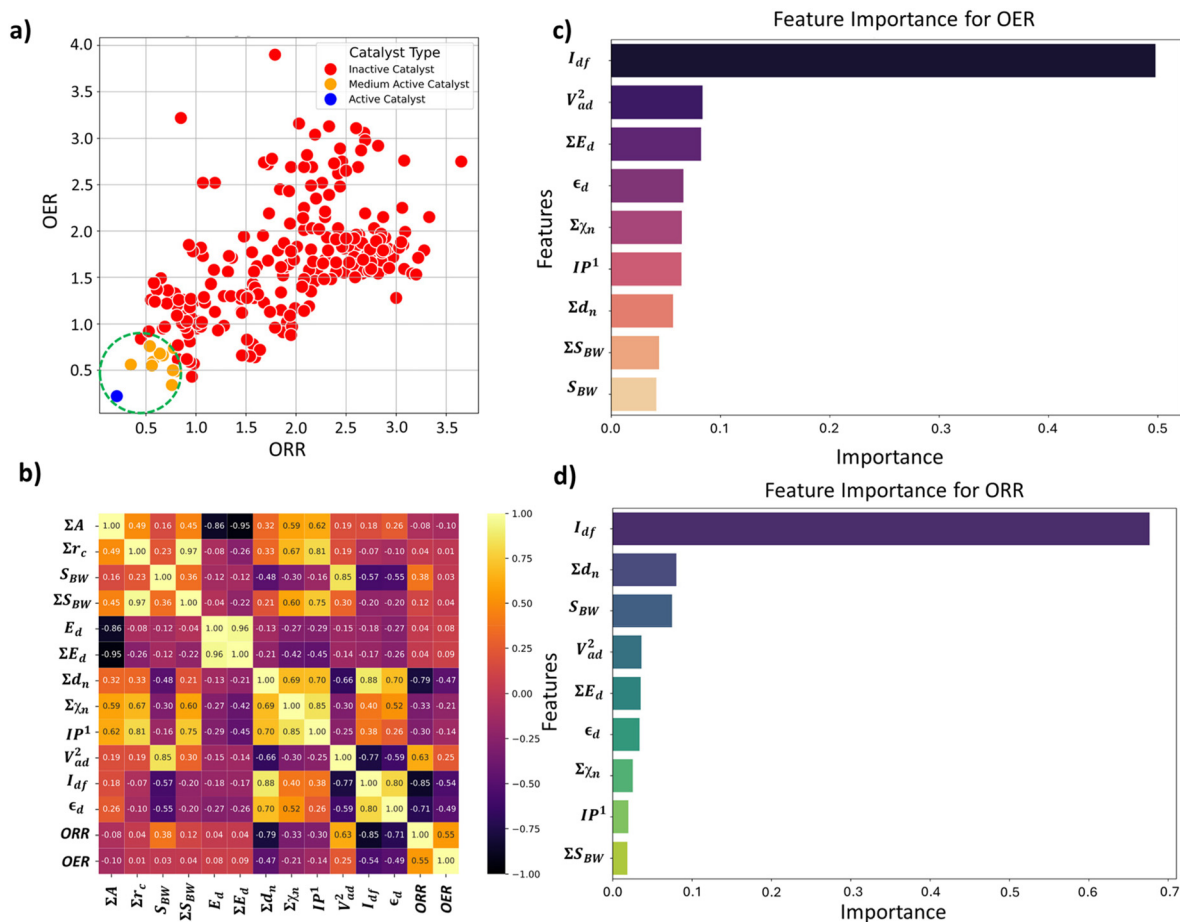 a)
OER
4.0
3.5
3.0
2.5
2.0
1.5
1.0
0.5
0.5 1.0 1.5 2.0 2.5 3.0 3.5
ORR
Catalyst Type
Inactive Catalyst
Medium Active Catalyst
Active Catalyst
b)
ΣA 1.00 0.49 0.16 0.45 -0.86 -0.95 0.32 0.59 0.62 0.19 0.18 0.26 -0.08 -0.10
Σr_c 0.49 1.00 0.23 0.97 -0.08 -0.26 0.33 0.67 0.81 0.19 -0.07 -0.10 0.04 0.01
S_BW 0.16 0.23 1.00 0.36 -0.12 -0.12 -0.48 -0.30 -0.16 0.85 -0.57 -0.55 0.38 0.03
ΣS_BW 0.45 0.97 0.36 1.00 -0.04 -0.22 0.21 0.60 0.75 0.30 -0.20 -0.20 0.12 0.04
E_d -0.86 -0.08 -0.12 -0.04 1.00 0.96 -0.13 -0.27 -0.29 -0.15 -0.18 -0.27 0.04 0.08
ΣE_d -0.95 -0.26 -0.12 -0.22 0.96 1.00 -0.21 -0.42 -0.45 -0.14 -0.17 -0.26 0.04 0.09
Σd_n 0.32 0.33 -0.48 0.21 -0.13 -0.21 1.00 0.69 0.70 -0.66 0.88 0.70 -0.79 -0.47
Σχ_n 0.59 0.67 -0.30 0.60 -0.27 -0.42 0.69 1.00 0.85 -0.30 0.40 0.52 -0.33 -0.21
IP¹ 0.62 0.81 -0.16 0.75 -0.29 -0.45 0.70 0.85 1.00 -0.25 0.38 0.26 -0.30 -0.14
V²_ad 0.19 0.19 0.85 0.30 -0.15 -0.14 -0.66 -0.30 -0.25 1.00 -0.77 -0.59 0.63 0.25
I_df 0.18 -0.07 -0.57 -0.20 -0.18 -0.17 0.88 0.40 0.38 -0.77 1.00 0.80 -0.85 -0.54
ϵ_d 0.26 -0.10 -0.55 -0.20 -0.27 -0.26 0.70 0.52 0.26 -0.59 0.80 1.00 -0.71 -0.49
ORR -0.08 0.04 0.38 0.12 0.04 0.04 -0.79 -0.33 -0.30 0.63 -0.85 -0.71 1.00 0.55
OER -0.10 0.01 0.03 0.04 0.08 0.09 -0.47 -0.21 -0.14 0.25 -0.54 -0.49 0.55 1.00
ΣA Σr_c S_BW ΣS_BW E_d ΣE_d Σd_n Σχ_n IP¹ V²_ad I_df ϵ_d ORR OER
1.00
0.75
0.50
0.25
0.00
−0.25
−0.50
−0.75
−1.00
c)
Feature Importance for OER
Features
I_df
V²_ad
ΣE_d
ϵ_d
Σχ_n
IP¹
Σd_n
ΣS_BW
S_BW
0.0 0.1 0.2 0.3 0.4 0.5
Importance
d)
Feature Importance for ORR
Features
I_df
Σd_n
S_BW
V²_ad
ΣE_d
ϵ_d
Σχ_n
IP¹
ΣS_BW
0.0 0.1 0.2 0.3 0.4 0.5 0.6 0.7
Importance